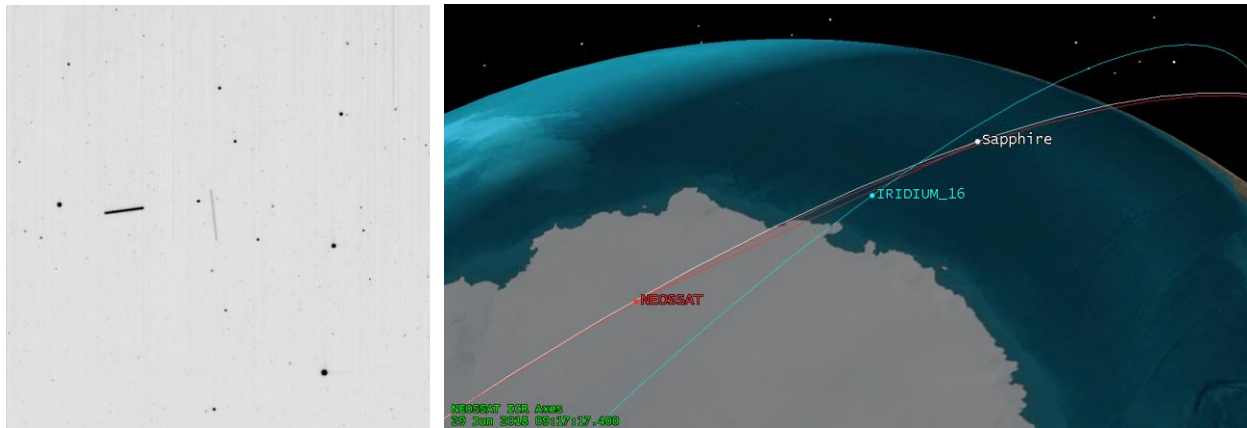 Sapphire
IRIDIUM_16
NEOSSAT
NEOSSAT ICR Axes
29 Jun 2018 09:17:17.400